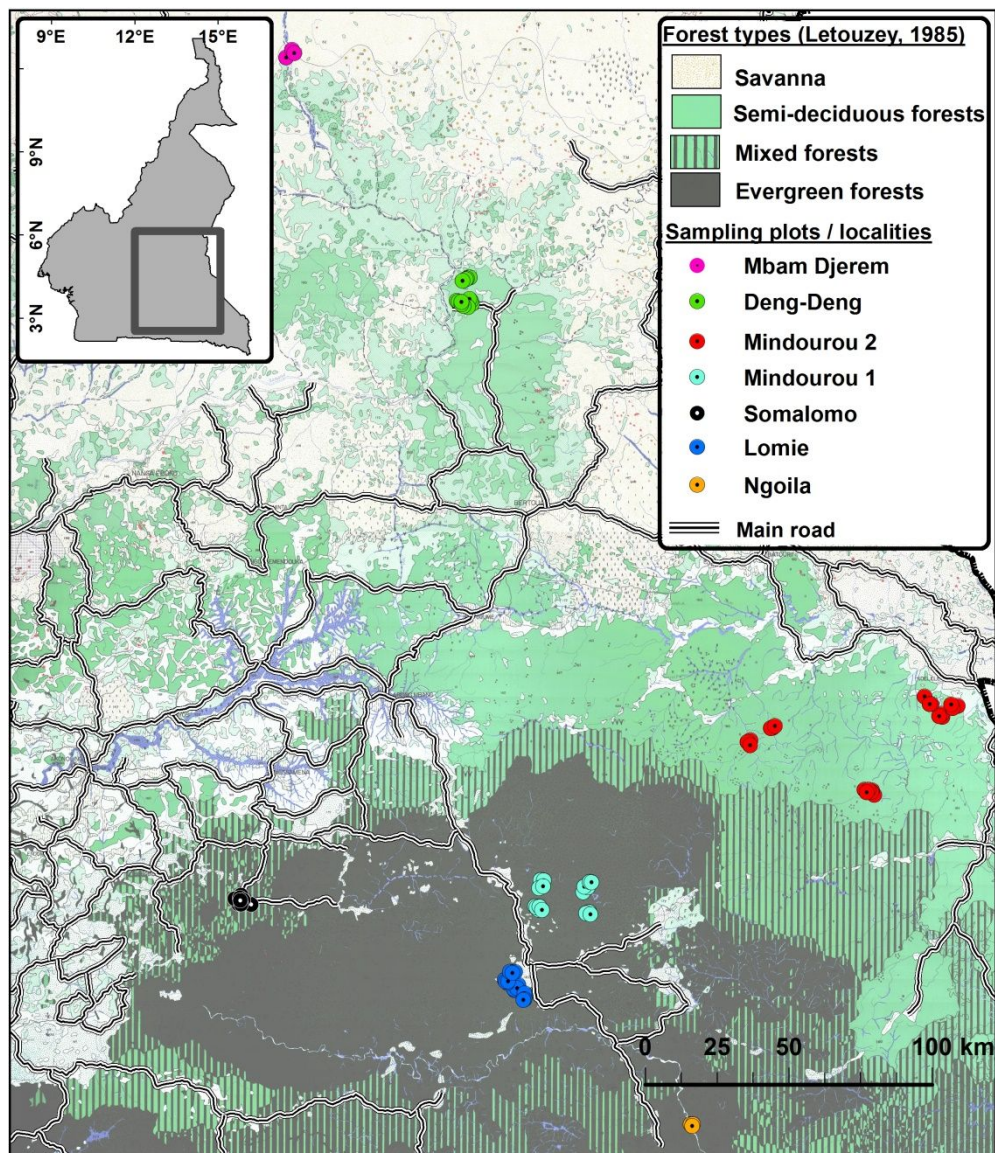 9°E 12°E 15°E
9°N
6°N
3°N
Forest types (Letouzey, 1985)
Savanna
Semi-deciduous forests
Mixed forests
Evergreen forests
Sampling plots / localities
Mbam Djerem
Deng-Deng
Mindourou 2
Mindourou 1
Somalomo
Lomie
Ngoila
Main road
0 25 50 100 km